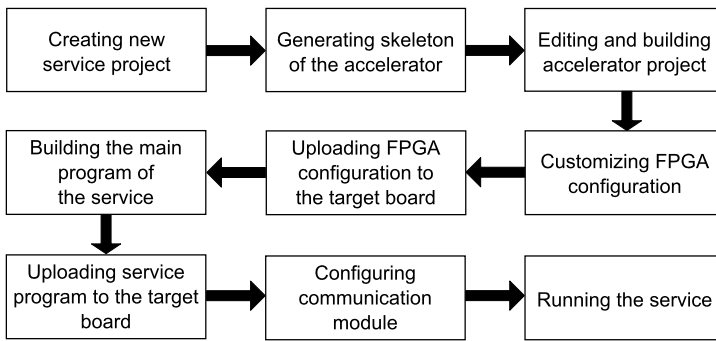 Creating new
service project
Generating skeleton
of the accelerator
Editing and building
accelerator project
Customizing FPGA
configuration
Uploading FPGA
configuration to
the target board
Building the main
program of
the service
Uploading service
program to the target
board
Configuring
communication
module
Running the service